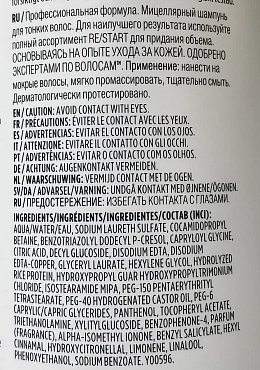 RU / Профессиональная формула. Мицеллярный шампунь
для тонких волос. Для наилучшего результата используйте
полный ассортимент RE/START для придания объема.
ОСНОВЫВАЯСЬ НА ОПЫТЕ УХОДА ЗА КОЖЕЙ. ОДОБРЕНО
ЭКСПЕРТАМИ ПО ВОЛОСАМ™. Применение: нанести на
мокрые волосы, мягко промассировать, тщательно смыть.
Дерматологически протестировано.
EN / CAUTION: AVOID CONTACT WITH EYES.
FR / PRÉCAUTIONS: ÉVITER LE CONTACT AVEC LES YEUX.
ES / ADVERTENCIAS: EVITAR EL CONTACTO CON LOS OJOS.
IT / ATTENZIONE: EVITARE IL CONTATTO CON GLI OCCHI.
PT / ADVERTÊNCIAS: EVITAR O CONTACTO COM OS OLHOS.
DE / ACHTUNG: AUGENKONTAKT VERMEIDEN.
NL / WAARSCHUWING: VERMIJD CONTACT MET DE OGEN.
SV/DA / ADVARSEL/VARNING: UNDGÅ KONTAKT MED ØJNENE/ÖGONEN.
RU / ПРЕДОСТЕРЕЖЕНИЕ: ИЗБЕГАТЬ КОНТАКТА С ГЛАЗАМИ.
INGREDIENTS/INGRÉDIENTS/INGREDIENTES/СОСТАВ (INCI):
AQUA/WATER/EAU, SODIUM LAURETH SULFATE, COCAMIDOPROPYL
BETAINE, BENZOTRIAZOLYL DODECYL P-CRESOL, CAPRYLOYL GLYCINE,
CITRIC ACID, DECYL GLUCOSIDE, DISODIUM EDTA, DISODIUM
EDTA-COPPER, GLYCERYL LAURATE, HEXYLENE GLYCOL, HYDROLYZED
RICE PROTEIN, HYDROXYPROPYL GUAR HYDROXYPROPYLTRIMONIUM
CHLORIDE, ISOSTEARAMIDE MIPA, PEG-150 PENTAERYTHRITYL
TETRASTEARATE, PEG-40 HYDROGENATED CASTOR OIL, PEG-6
CAPRYLIC/CAPRIC GLYCERIDES, PANTHENOL, TOCOPHERYL ACETATE,
TRIETHANOLAMINE, XYLITYLGLUCOSIDE, BENZOPHENONE-4, PARFUM
(FRAGRANCE), ALPHA-ISOMETHYL IONONE, BENZYL SALICYLATE, HEXYL
CINNAMAL, HYDROXYCITRONELLAL, LIMONENE, LINALOOL,
PHENOXYETHANOL, SODIUM BENZOATE. Y00596.